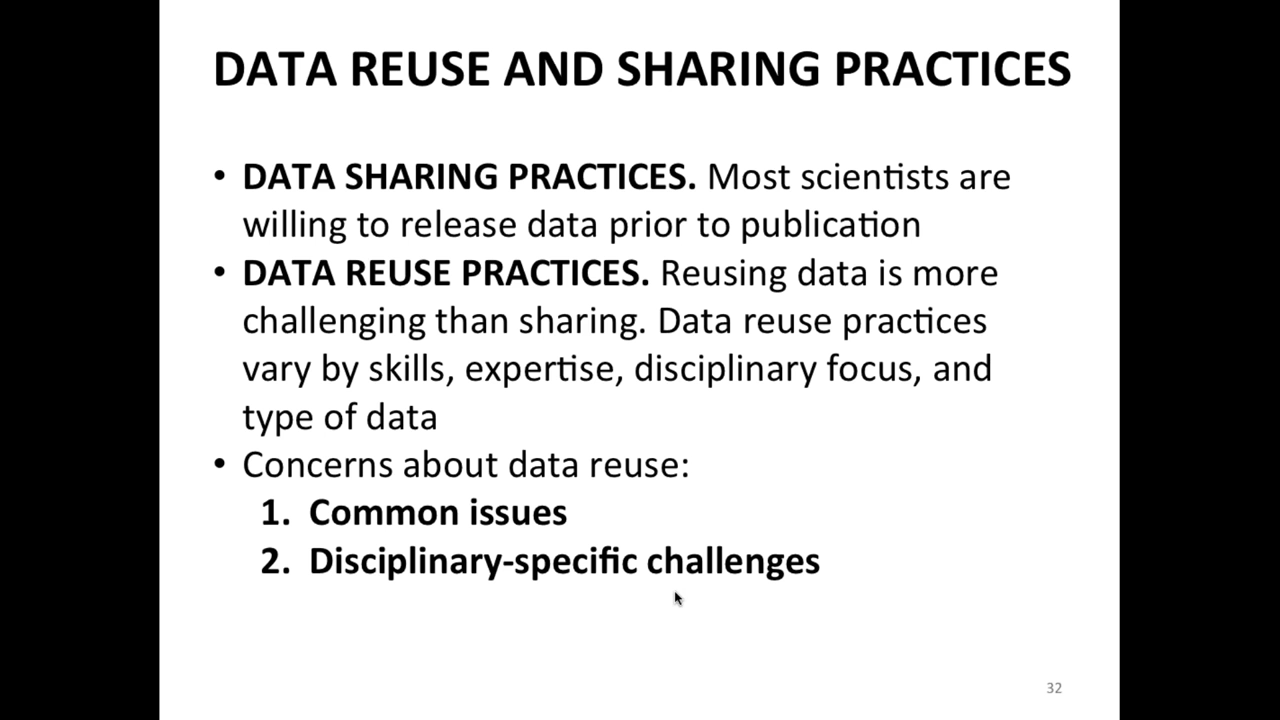 DATA REUSE AND SHARING PRACTICES
• DATA SHARING PRACTICES. Most scientists are
willing to release data prior to publication
• DATA REUSE PRACTICES. Reusing data is more
challenging than sharing. Data reuse practices
vary by skills, expertise, disciplinary focus, and
type of data
• Concerns about data reuse:
1. Common issues
2. Disciplinary-specific challenges
32